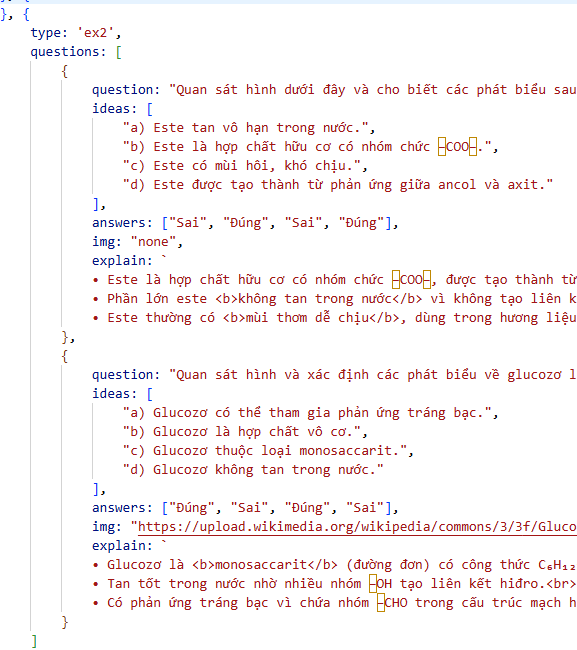 }, {
type: 'ex2',
questions: [
{
question: "Quan sát hình dưới đây và cho biết các phát biểu sau
ideas: [
"a) Este tan vô hạn trong nước.",
"b) Este là hợp chất hữu cơ có nhóm chức –COO–.",
"c) Este có mùi hôi, khó chịu.",
"d) Este được tạo thành từ phản ứng giữa ancol và axit."
],
answers: ["Sai", "Đúng", "Sai", "Đúng"],
img: "none",
explain: `
• Este là hợp chất hữu cơ có nhóm chức –COO–, được tạo thành từ
• Phần lớn este <b>không tan trong nước</b> vì không tạo liên k
• Este thường có <b>mùi thơm dễ chịu</b>, dùng trong hương liệu
},
{
question: "Quan sát hình và xác định các phát biểu về glucozơ l
ideas: [
"a) Glucozơ có thể tham gia phản ứng tráng bạc.",
"b) Glucozơ là hợp chất vô cơ.",
"c) Glucozơ thuộc loại monosaccarit.",
"d) Glucozơ không tan trong nước."
],
answers: ["Đúng", "Sai", "Đúng", "Sai"],
img: "https://upload.wikimedia.org/wikipedia/commons/3/3f/Gluco
explain: `
• Glucozơ là <b>monosaccarit</b> (đường đơn) có công thức C₆H₁₂
• Tan tốt trong nước nhờ nhiều nhóm –OH tạo liên kết hiđro.<br>
• Có phản ứng tráng bạc vì chứa nhóm –CHO trong cấu trúc mạch h
}
]